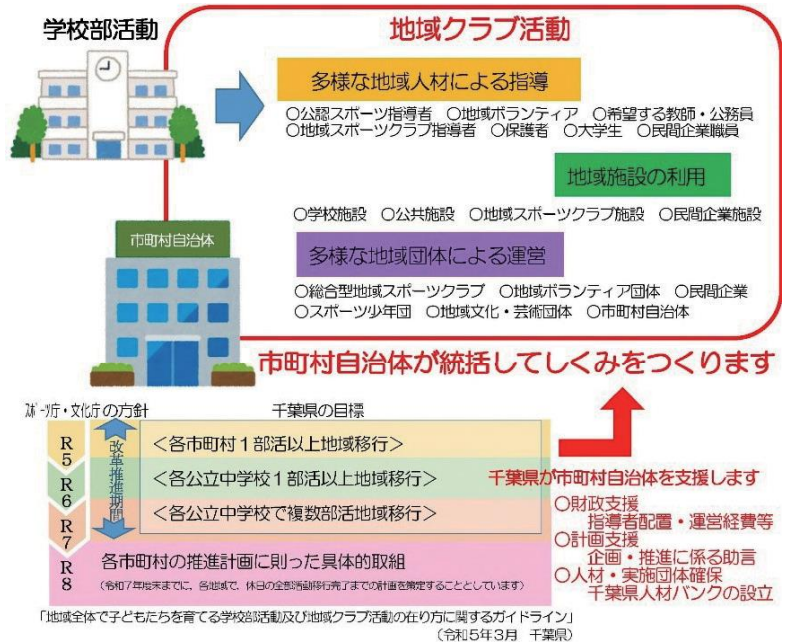 学校部活動
地域クラブ活動
多様な地域人材による指導
○公認スポーツ指導者 ○地域ボランティア ○希望する教師・公務員
○地域スポーツクラブ指導者 ○保護者 ○大学生 ○民間企業職員
地域施設の利用
○学校施設 ○公共施設 ○地域スポーツクラブ施設 ○民間企業施設
市町村自治体
多様な地域団体による運営
○総合型地域スポーツクラブ ○地域ボランティア団体 ○民間企業
○スポーツ少年団 ○地域文化・芸術団体 ○市町村自治体
市町村自治体が統括してしくみをつくります
スポーツ庁・文化庁の方針
千葉県の目標
R5
R6
R7
R8
改革推進期間
<各市町村1部活以上地域移行>
<各公立中学校1部活以上地域移行>
<各公立中学校で複数部活地域移行>
各市町村の推進計画に則った具体的取組
(令和7年度末までに、各地域で、休日の全部活動移行完了までの計画を策定することとしています)
千葉県が市町村自治体を支援します
○財政支援
指導者配置・運営経費等
○計画支援
企画・推進に係る助言
○人材・実施団体確保
千葉県人材バンクの設立
「地域全体で子どもたちを育てる学校部活動及び地域クラブ活動の在り方に関するガイドライン」
(令和5年3月 千葉県)